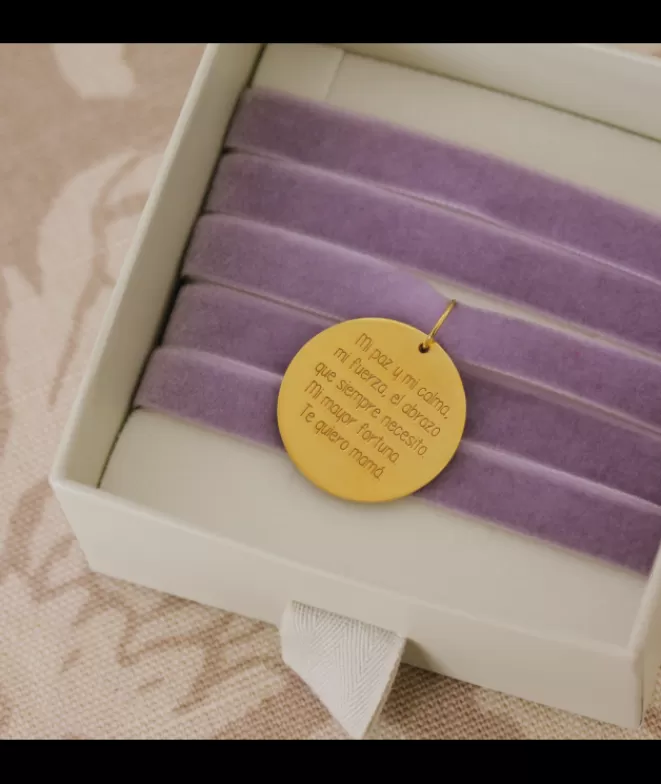 Mi paz y mi calma,
mi fuerza, el abrazo
que siempre necesito.
Mi mayor fortuna.
Te quiero mamá.